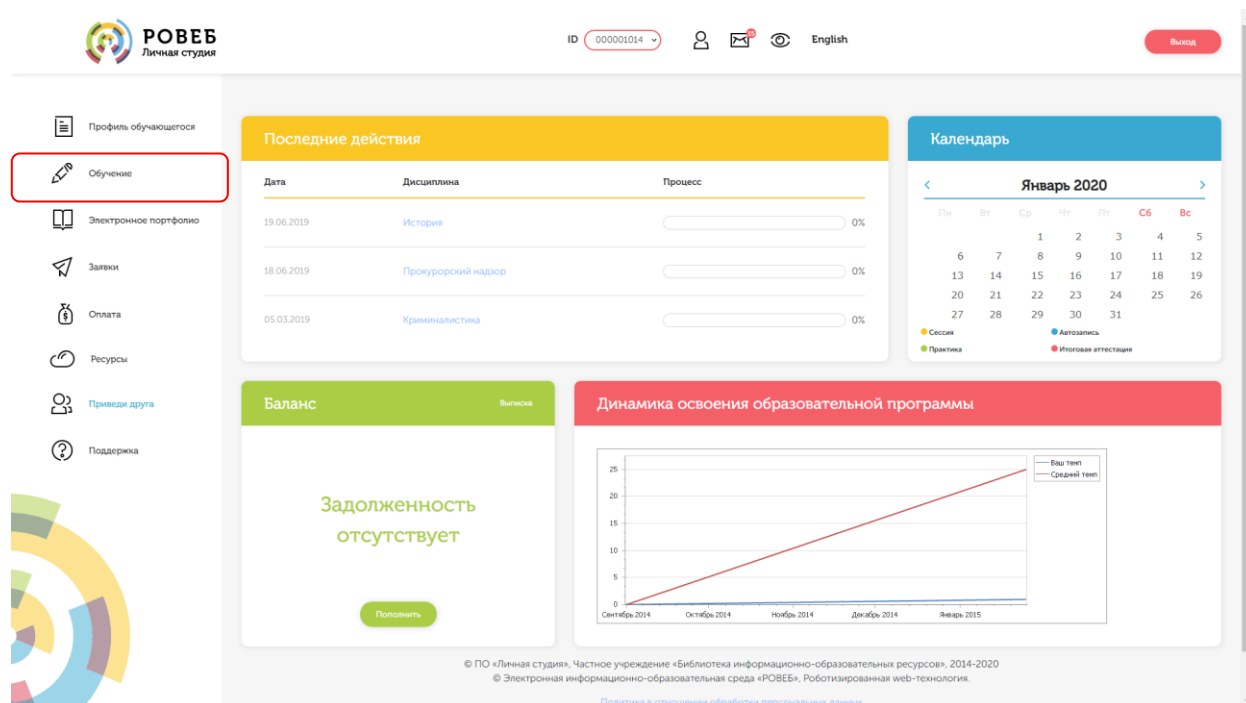 РОВЕБ
Личная студия
ID 000001014
15
English
Выход
Профиль обучающегося
Обучение
Электронное портфолио
Заявки
Оплата
Ресурсы
Приведи друга
Поддержка
Последние действия
Дата Дисциплина Процесс
19.06.2019 История 0%
18.06.2019 Прокурорский надзор 0%
05.03.2019 Криминалистика 0%
Календарь
< Январь 2020 >
Пн Вт Ср Чт Пт Сб Вс
1 2 3 4 5
6 7 8 9 10 11 12
13 14 15 16 17 18 19
20 21 22 23 24 25 26
27 28 29 30 31
Сессия Автозапись
Практика Итоговая аттестация
Баланс Выписка
Задолженность
отсутствует
Пополнить
Динамика освоения образовательной программы
25
20
15
10
5
0
Сентябрь 2014 Октябрь 2014 Ноябрь 2014 Декабрь 2014 Январь 2015
Ваш темп
Средний темп
© ПО «Личная студия», Частное учреждение «Библиотека информационно-образовательных ресурсов», 2014-2020
© Электронная информационно-образовательная среда «РОВЕБ», Роботизированная web-технология.
Политика в отношении обработки персональных данных